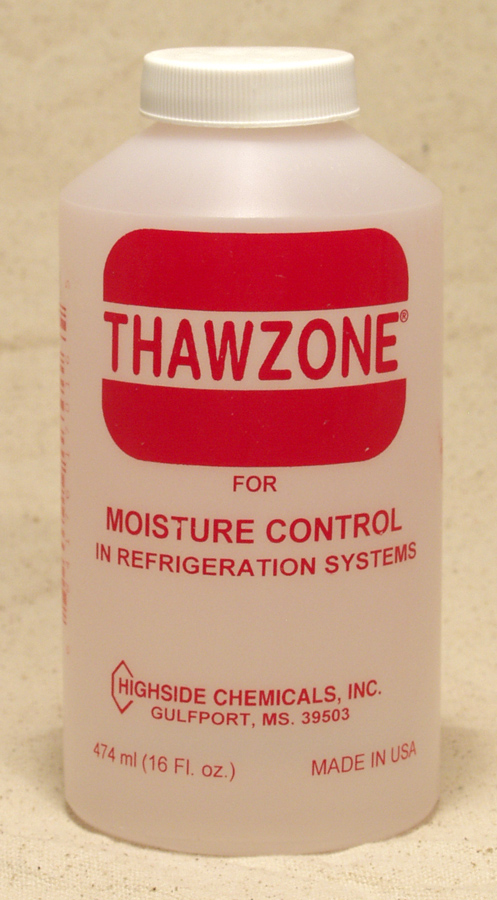 THAWZONE®
FOR
MOISTURE CONTROL
IN REFRIGERATION SYSTEMS
HIGHSIDE CHEMICALS, INC.
GULFPORT, MS. 39503
474 ml (16 Fl. oz.)
MADE IN USA